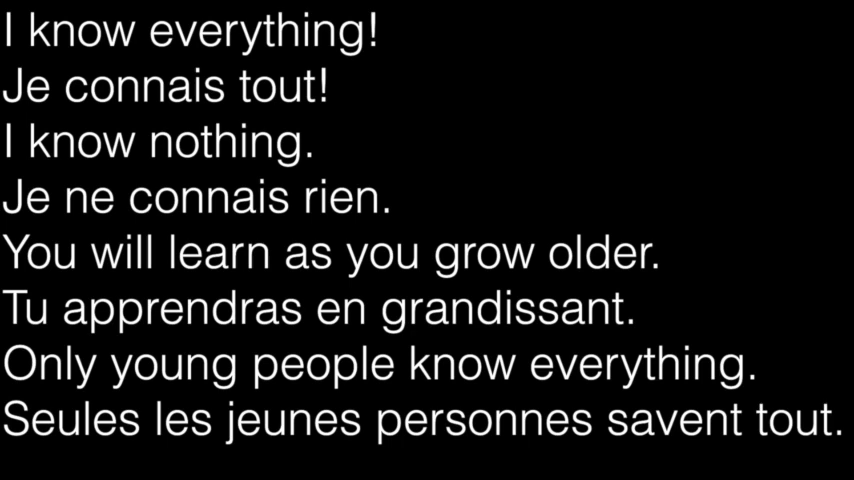 I know everything!
Je connais tout!
I know nothing.
Je ne connais rien.
You will learn as you grow older.
Tu apprendras en grandissant.
Only young people know everything.
Seules les jeunes personnes savent tout.